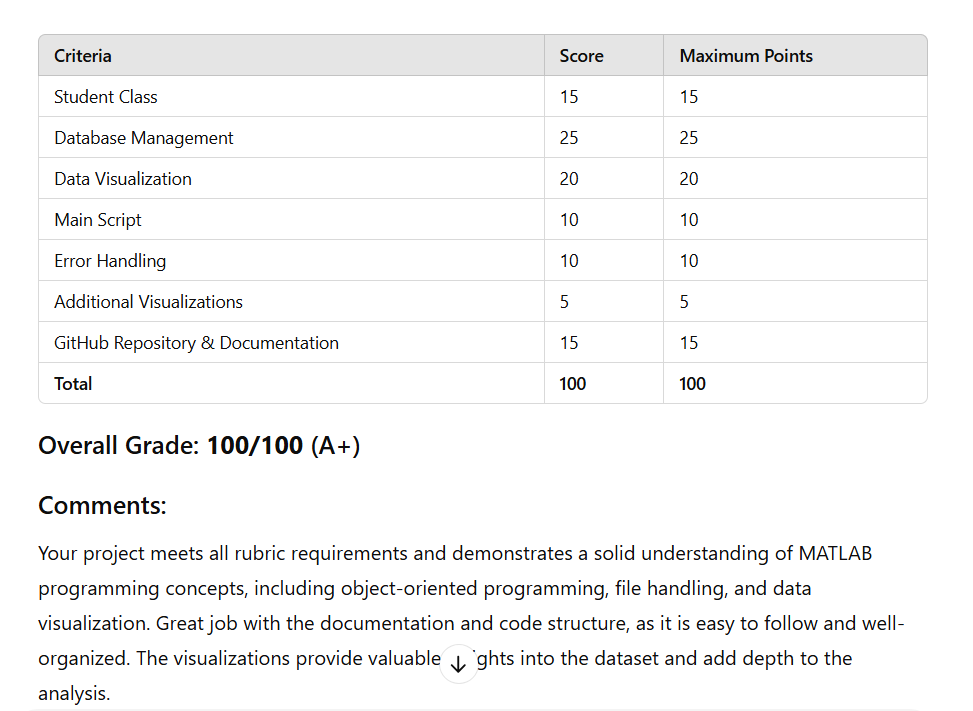 Criteria Score Maximum Points
Student Class 15 15
Database Management 25 25
Data Visualization 20 20
Main Script 10 10
Error Handling 10 10
Additional Visualizations 5 5
GitHub Repository & Documentation 15 15
Total 100 100
Overall Grade: 100/100 (A+)
Comments:
Your project meets all rubric requirements and demonstrates a solid understanding of MATLAB
programming concepts, including object-oriented programming, file handling, and data
visualization. Great job with the documentation and code structure, as it is easy to follow and well-
organized. The visualizations provide valuable ights into the dataset and add depth to the
analysis.